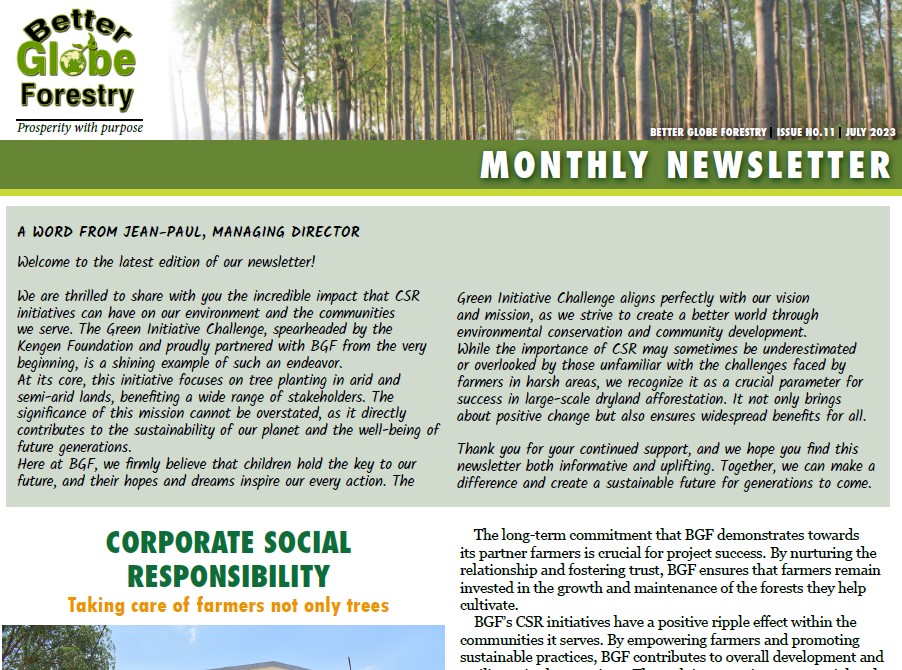 Better
Globe
Forestry
Prosperity with purpose
BETTER GLOBE FORESTRY | ISSUE NO.11 | JULY 2023
MONTHLY NEWSLETTER
A WORD FROM JEAN-PAUL, MANAGING DIRECTOR
Welcome to the latest edition of our newsletter!
We are thrilled to share with you the incredible impact that CSR
initiatives can have on our environment and the communities
we serve. The Green Initiative Challenge, spearheaded by the
Kengen Foundation and proudly partnered with BGF from the very
beginning, is a shining example of such an endeavor.
At its core, this initiative focuses on tree planting in arid and
semi-arid lands, benefiting a wide range of stakeholders. The
significance of this mission cannot be overstated, as it directly
contributes to the sustainability of our planet and the well-being of
future generations.
Here at BGF, we firmly believe that children hold the key to our
future, and their hopes and dreams inspire our every action. The
Green Initiative Challenge aligns perfectly with our vision
and mission, as we strive to create a better world through
environmental conservation and community development.
While the importance of CSR may sometimes be underestimated
or overlooked by those unfamiliar with the challenges faced by
farmers in harsh areas, we recognize it as a crucial parameter for
success in large-scale dryland afforestation. It not only brings
about positive change but also ensures widespread benefits for all.
Thank you for your continued support, and we hope you find this
newsletter both informative and uplifting. Together, we can make a
difference and create a sustainable future for generations to come.
CORPORATE SOCIAL
RESPONSIBILITY
Taking care of farmers not only trees
The long-term commitment that BGF demonstrates towards
its partner farmers is crucial for project success. By nurturing the
relationship and fostering trust, BGF ensures that farmers remain
invested in the growth and maintenance of the forests they help
cultivate.
BGF's CSR initiatives have a positive ripple effect within the
communities it serves. By empowering farmers and promoting
sustainable practices, BGF contributes to overall development and